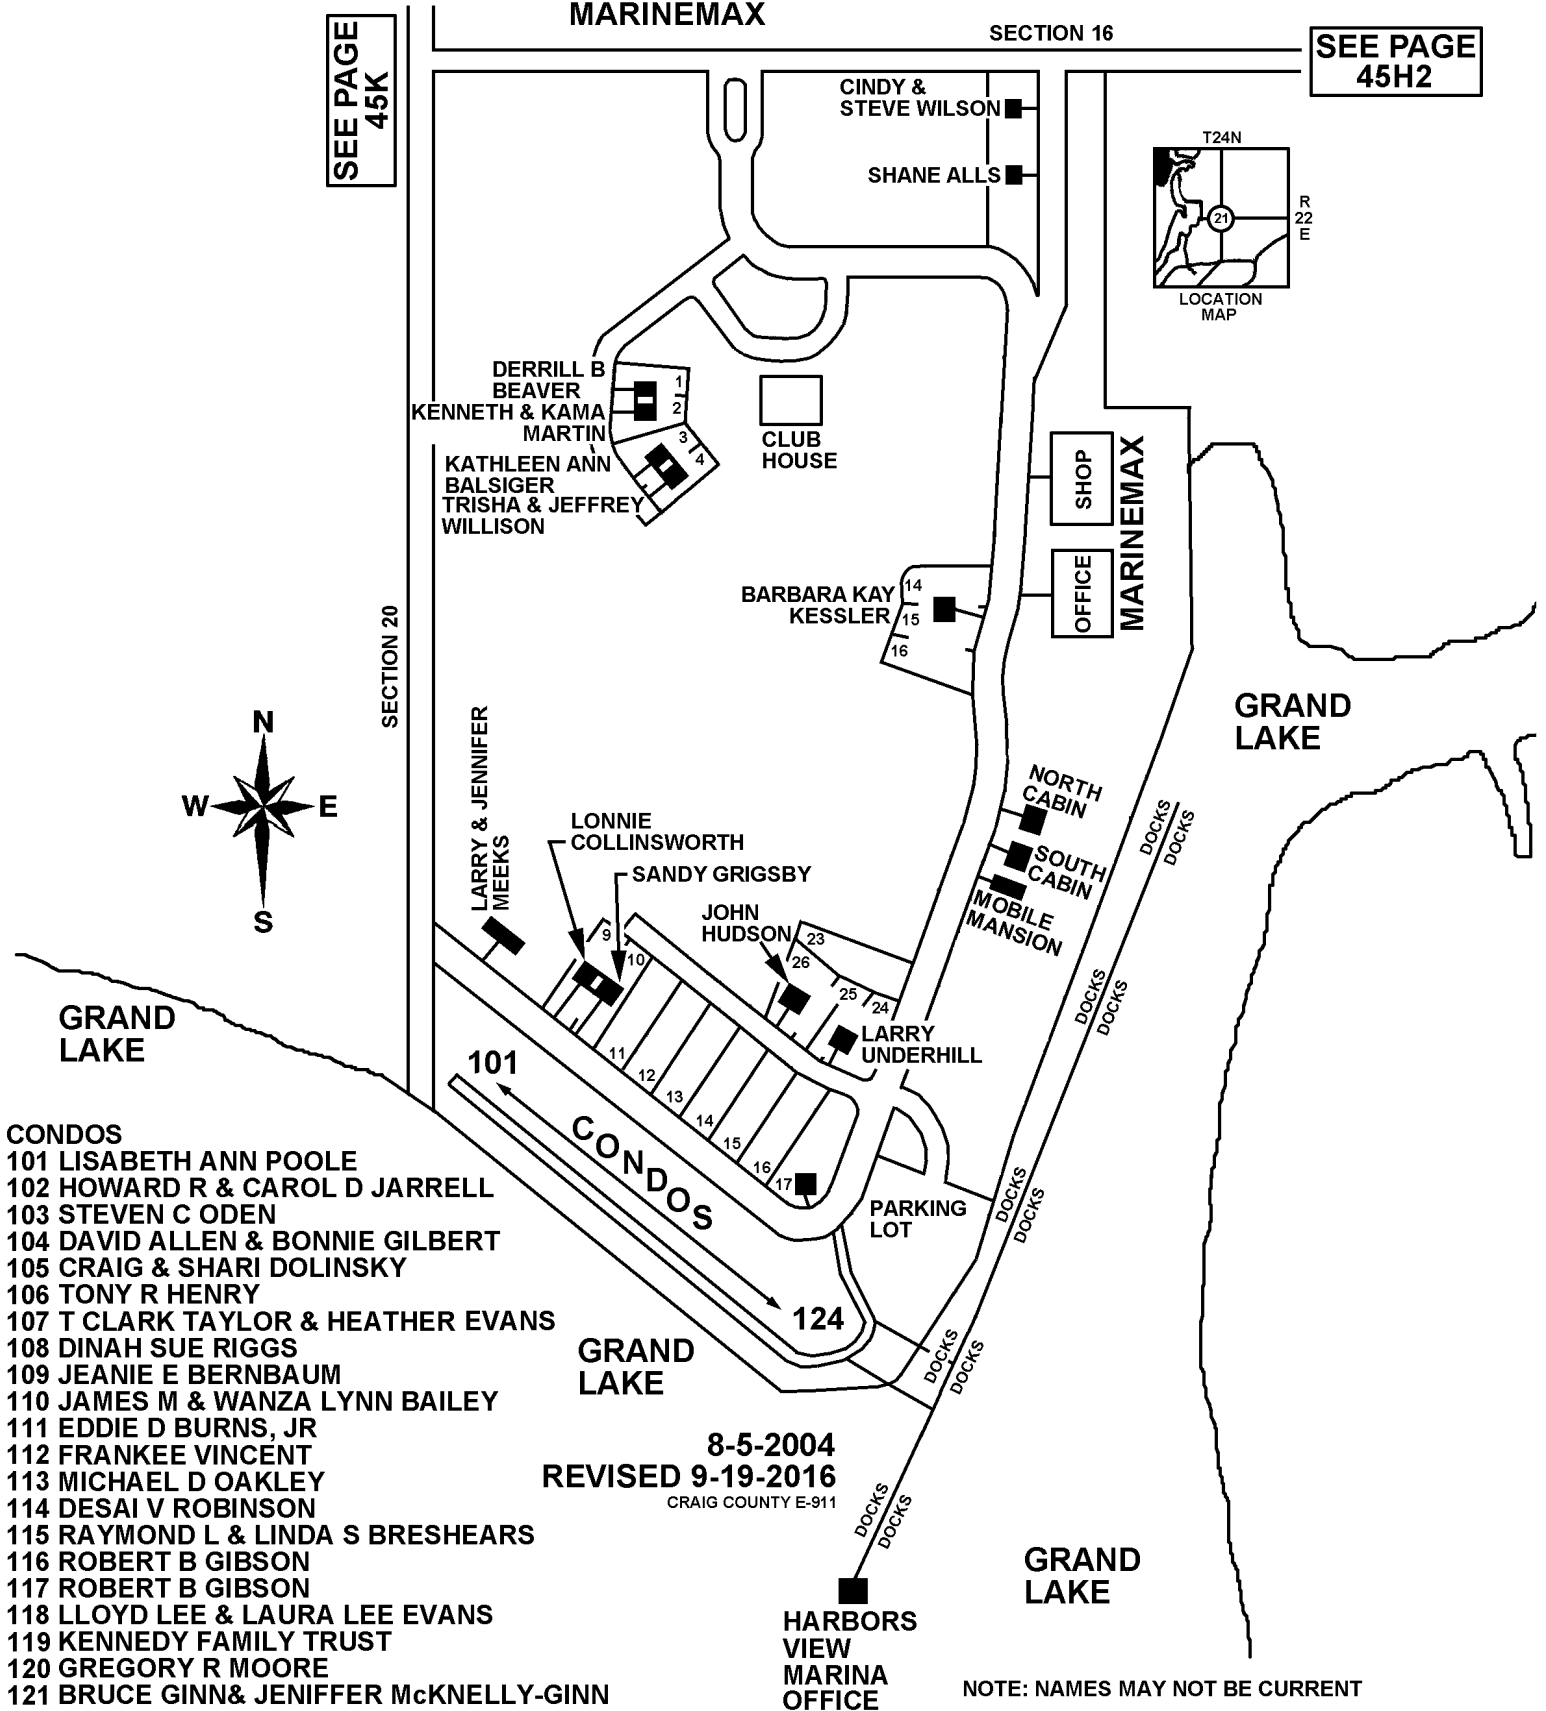 MARINEMAX
SECTION 16
SEE PAGE
45K
SEE PAGE
45H2
CINDY &
STEVE WILSON
SHANE ALLS
T24N
21
R
22
E
LOCATION
MAP
DERRILL B
BEAVER
KENNETH & KAMA
MARTIN
KATHLEEN ANN
BALSIGER
TRISHA & JEFFREY
WILLISON
1
2
3
4
CLUB
HOUSE
SHOP
OFFICE
MARINEMAX
BARBARA KAY
KESSLER
14
15
16
SECTION 20
N
W
E
S
GRAND
LAKE
NORTH
CABIN
SOUTH
CABIN
MOBILE
MANSION
DOCKS
DOCKS
LARRY & JENNIFER
MEEKS
LONNIE
COLLINSWORTH
SANDY GRIGSBY
JOHN
HUDSON
9
10
23
26
25
24
LARRY
UNDERHILL
DOCKS
DOCKS
GRAND
LAKE
101
11
12
13
14
15
16
17
CONDOS
124
PARKING
LOT
DOCKS
DOCKS
GRAND
LAKE
DOCKS
DOCKS
CONDOS
101 LISABETH ANN POOLE
102 HOWARD R & CAROL D JARRELL
103 STEVEN C ODEN
104 DAVID ALLEN & BONNIE GILBERT
105 CRAIG & SHARI DOLINSKY
106 TONY R HENRY
107 T CLARK TAYLOR & HEATHER EVANS
108 DINAH SUE RIGGS
109 JEANIE E BERNBAUM
110 JAMES M & WANZA LYNN BAILEY
111 EDDIE D BURNS, JR
112 FRANKEE VINCENT
113 MICHAEL D OAKLEY
114 DESAI V ROBINSON
115 RAYMOND L & LINDA S BRESHEARS
116 ROBERT B GIBSON
117 ROBERT B GIBSON
118 LLOYD LEE & LAURA LEE EVANS
119 KENNEDY FAMILY TRUST
120 GREGORY R MOORE
121 BRUCE GINN& JENIFFER McKNELLY-GINN
8-5-2004
REVISED 9-19-2016
CRAIG COUNTY E-911
DOCKS
DOCKS
GRAND
LAKE
HARBORS
VIEW
MARINA
OFFICE
NOTE: NAMES MAY NOT BE CURRENT